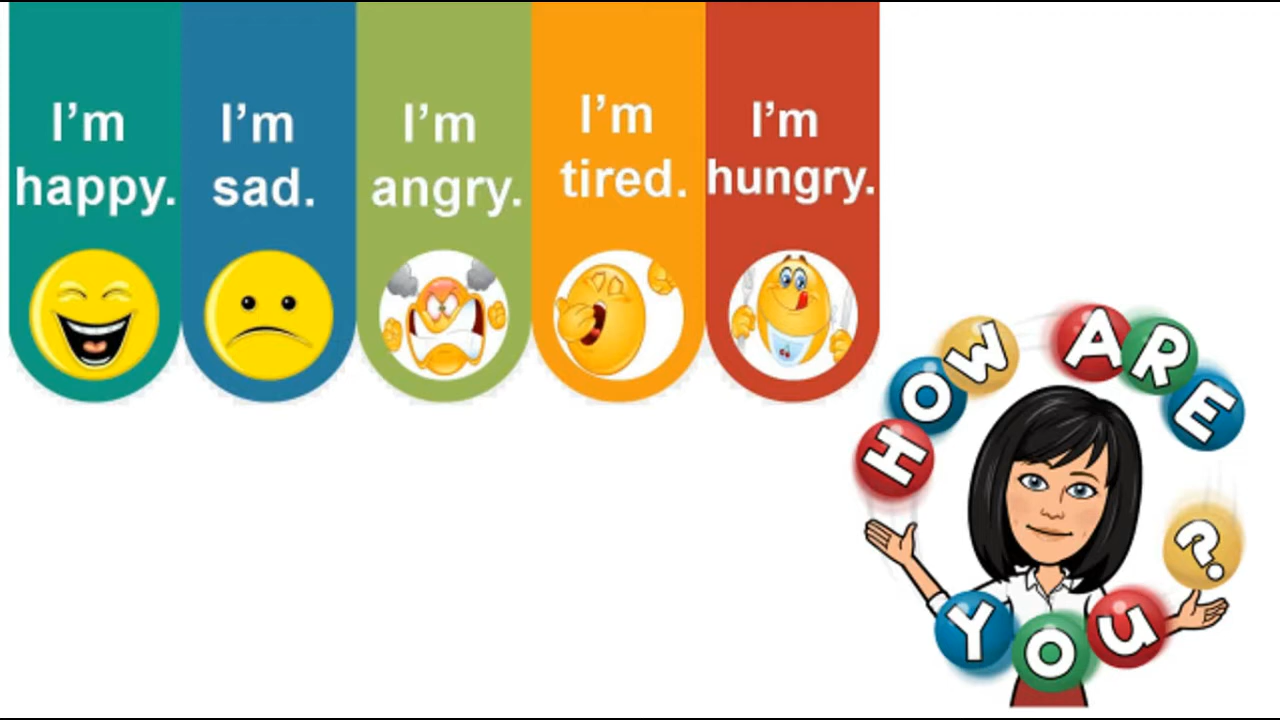 I'm
happy.
I'm
sad.
I'm
angry.
I'm
tired.
I'm
hungry.
HOW ARE
YOU?